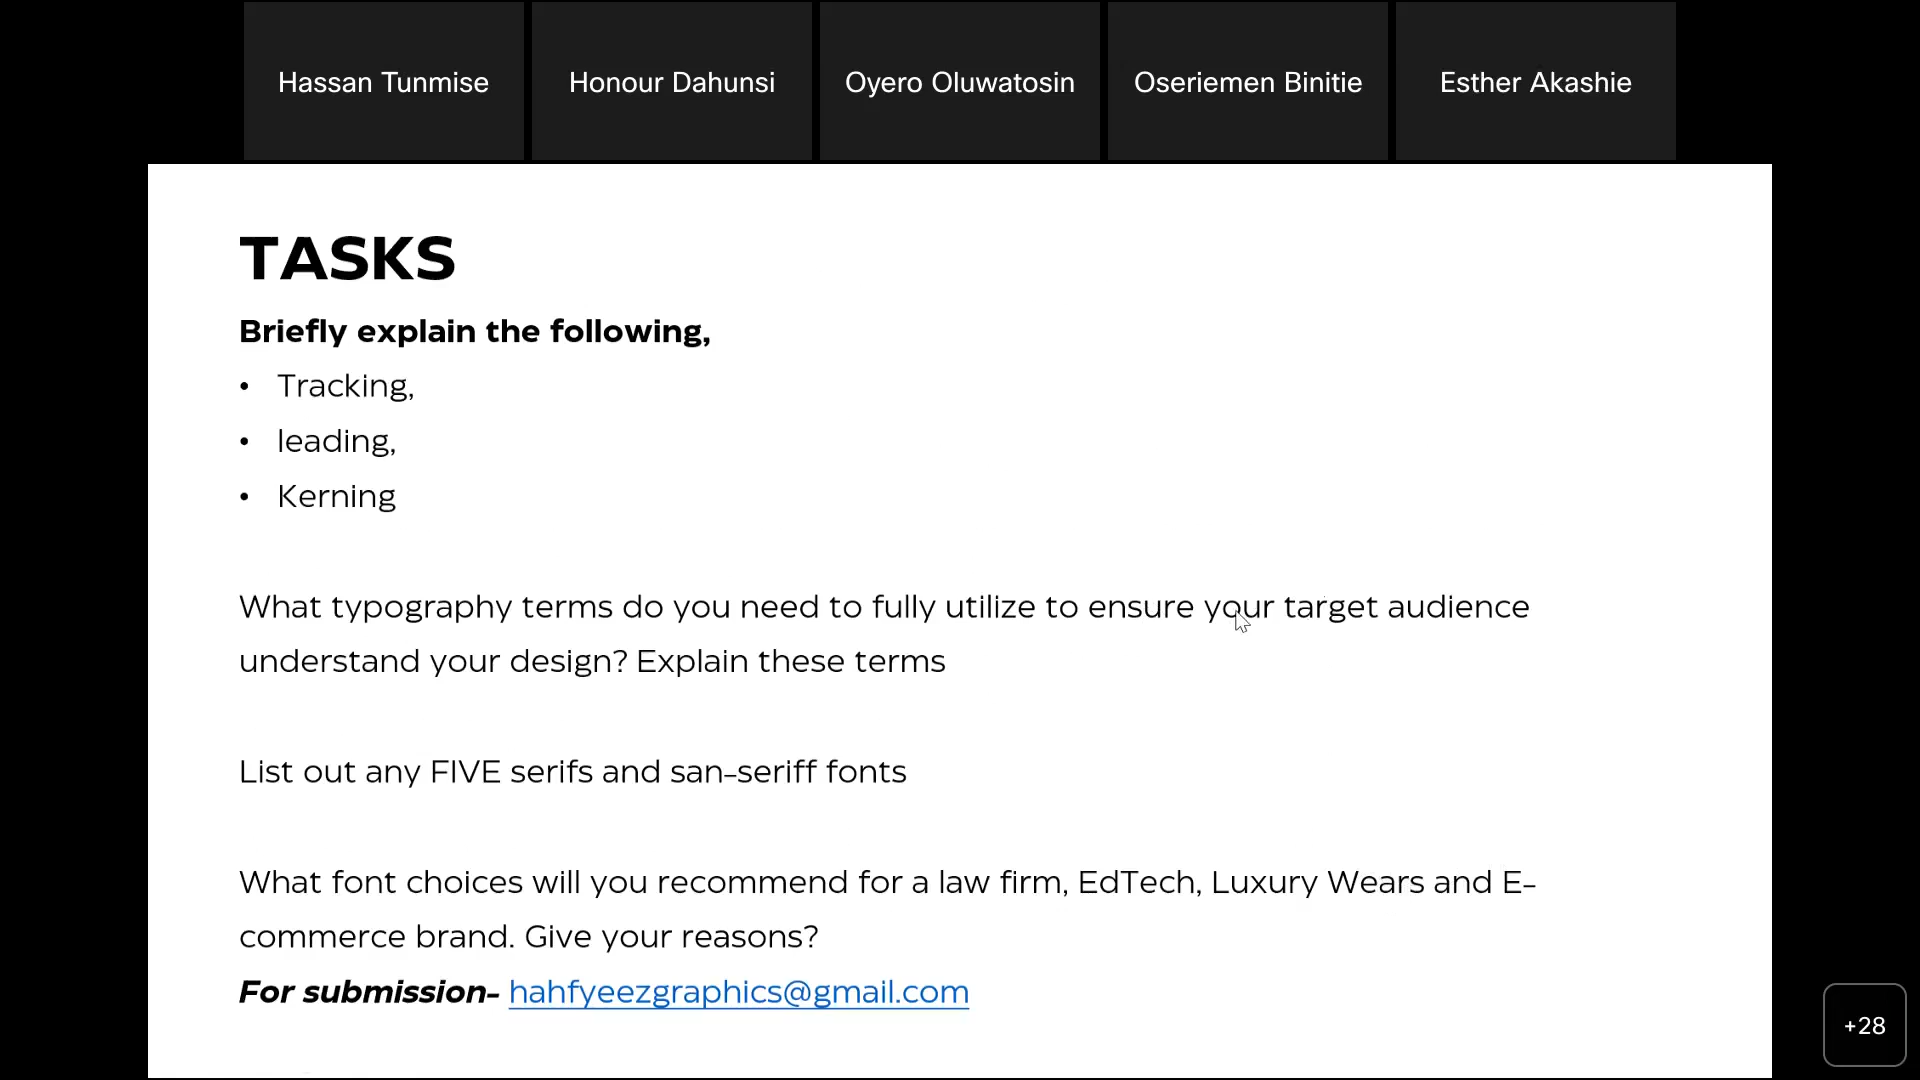 Hassan Tunmise
Honour Dahunsi
Oyero Oluwatosin
Oseriemen Binitie
Esther Akashie
TASKS
Briefly explain the following,
• Tracking,
• leading,
• Kerning
What typography terms do you need to fully utilize to ensure your target audience
understand your design? Explain these terms
List out any FIVE serifs and san-seriff fonts
What font choices will you recommend for a law firm, EdTech, Luxury Wears and E-
commerce brand. Give your reasons?
For submission- hahfyeezgraphics@gmail.com
+28